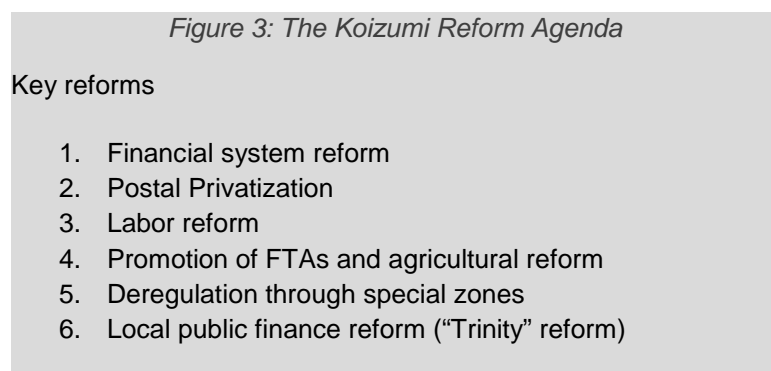 Figure 3: The Koizumi Reform Agenda
Key reforms
1. Financial system reform
2. Postal Privatization
3. Labor reform
4. Promotion of FTAs and agricultural reform
5. Deregulation through special zones
6. Local public finance reform (“Trinity” reform)